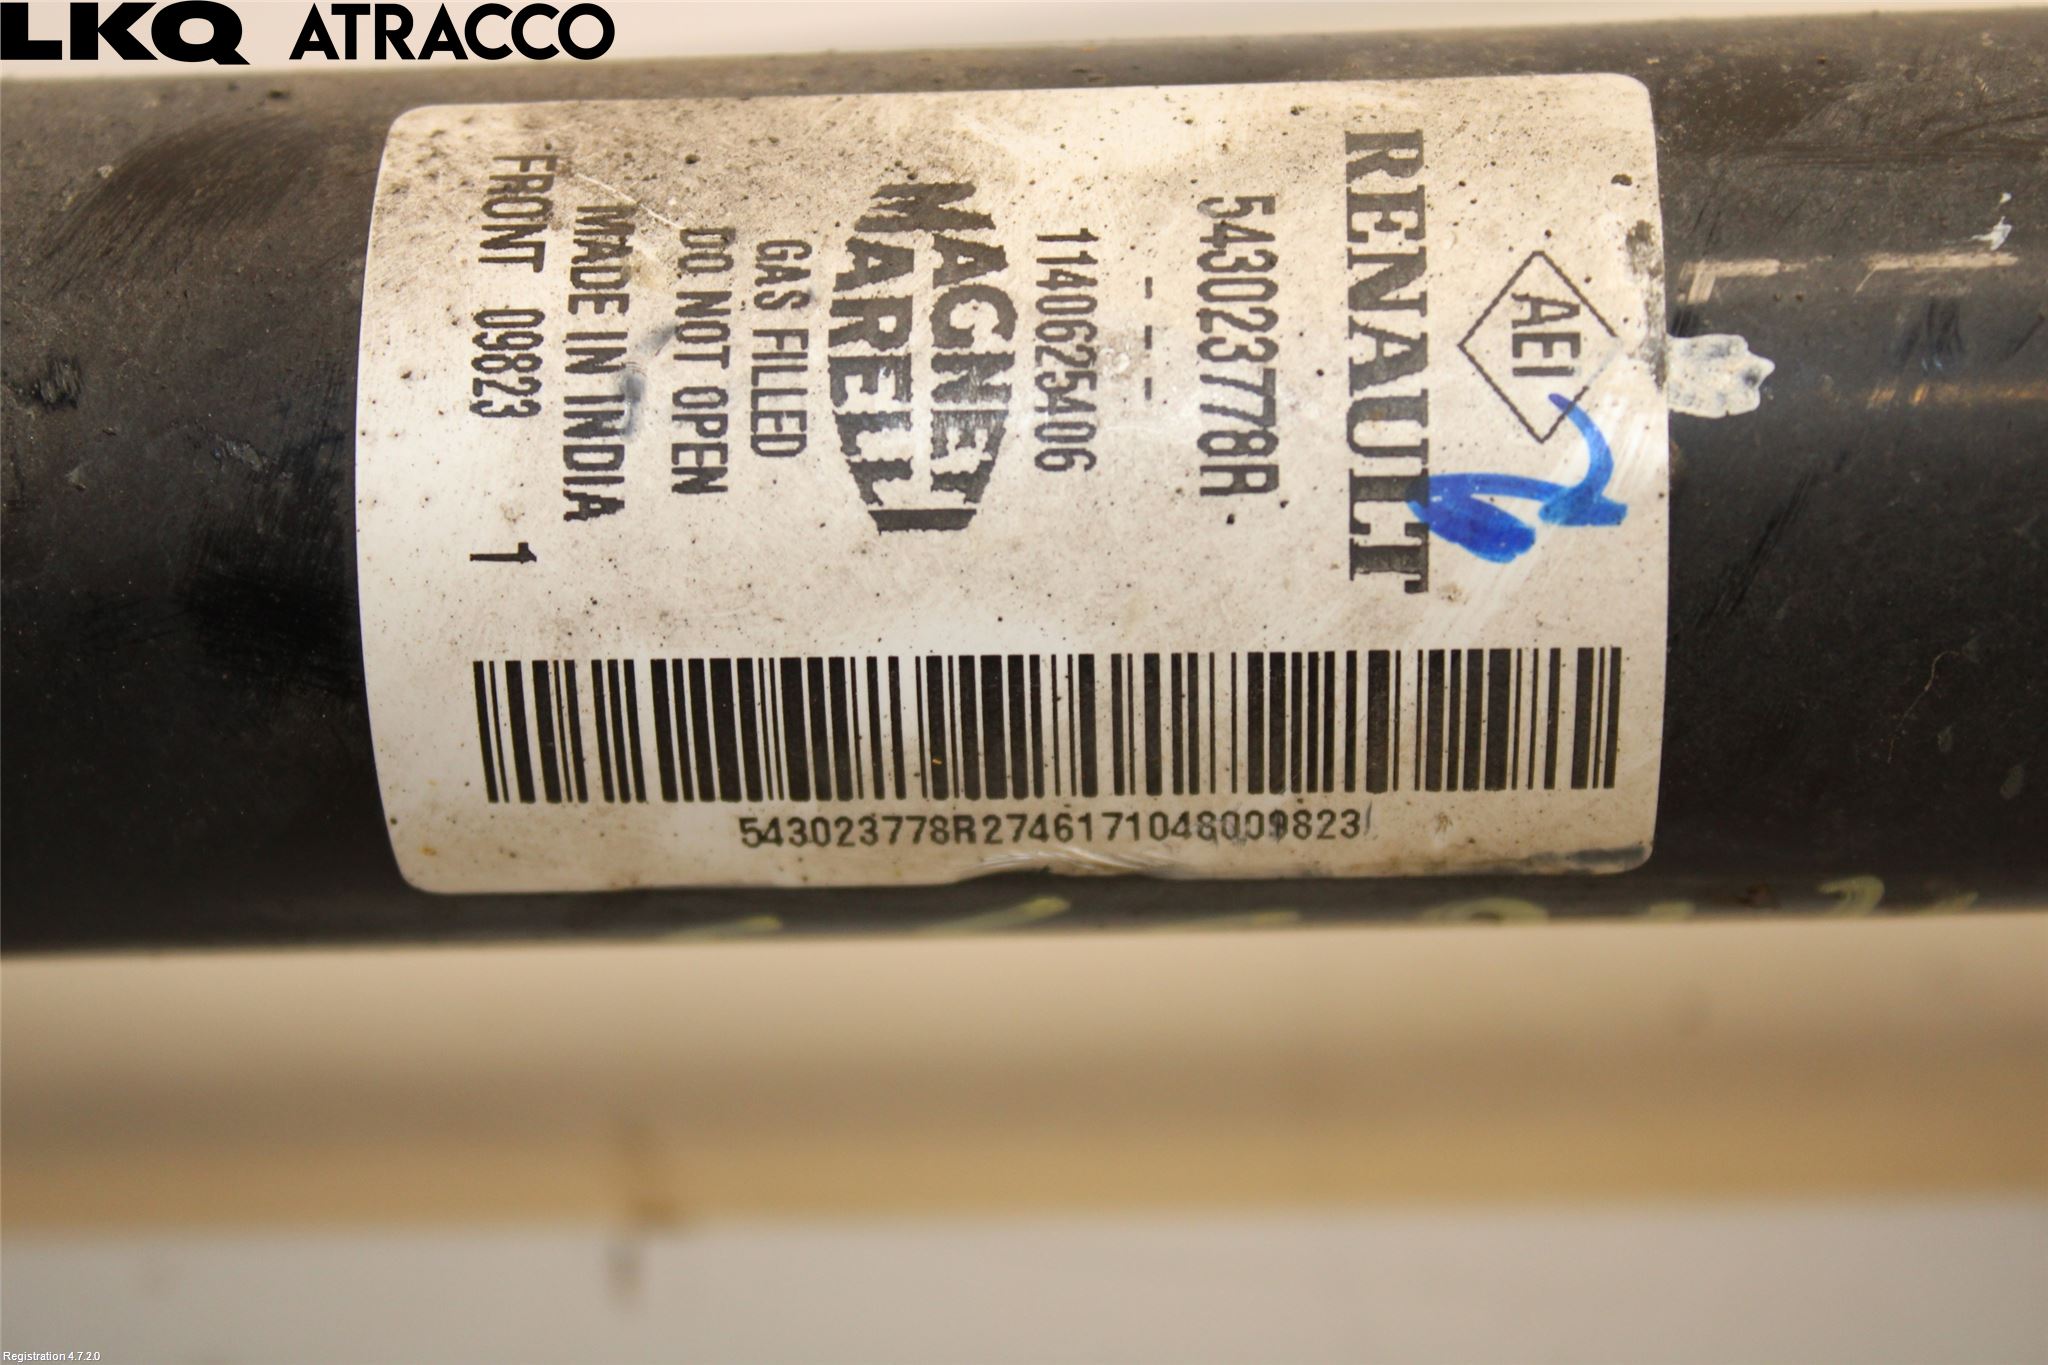 LKQ ATRACCO
AEI
RENAULT
543023778R
- - -
1140625406
MAGNETI
MARELLI
GAS FILLED
DO NOT OPEN
MADE IN INDIA
FRONT 09823 1
543023778R2746171048009823
Registration 4.7.2.0